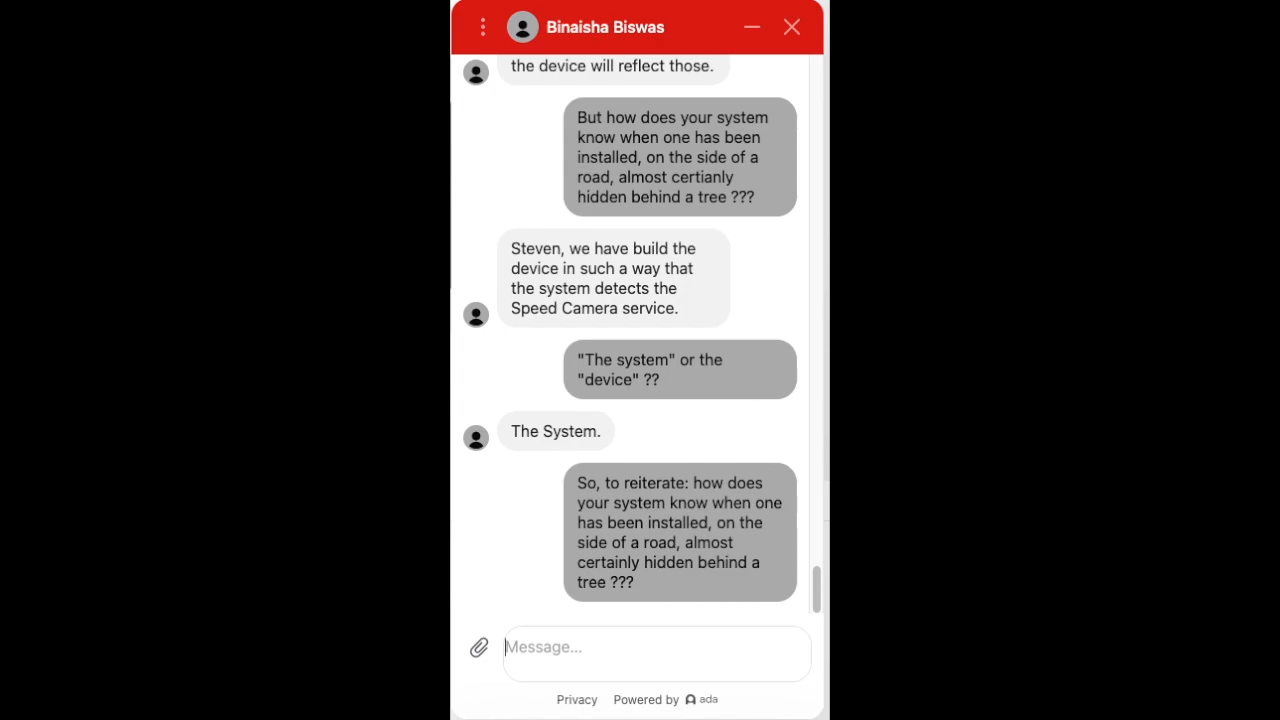 Binaisha Biswas
the device will reflect those.
But how does your system
know when one has been
installed, on the side of a
road, almost certianly
hidden behind a tree ???
Steven, we have build the
device in such a way that
the system detects the
Speed Camera service.
"The system" or the
"device" ??
The System.
So, to reiterate: how does
your system know when one
has been installed, on the
side of a road, almost
certainly hidden behind a
tree ???
Message...
Privacy Powered by ada